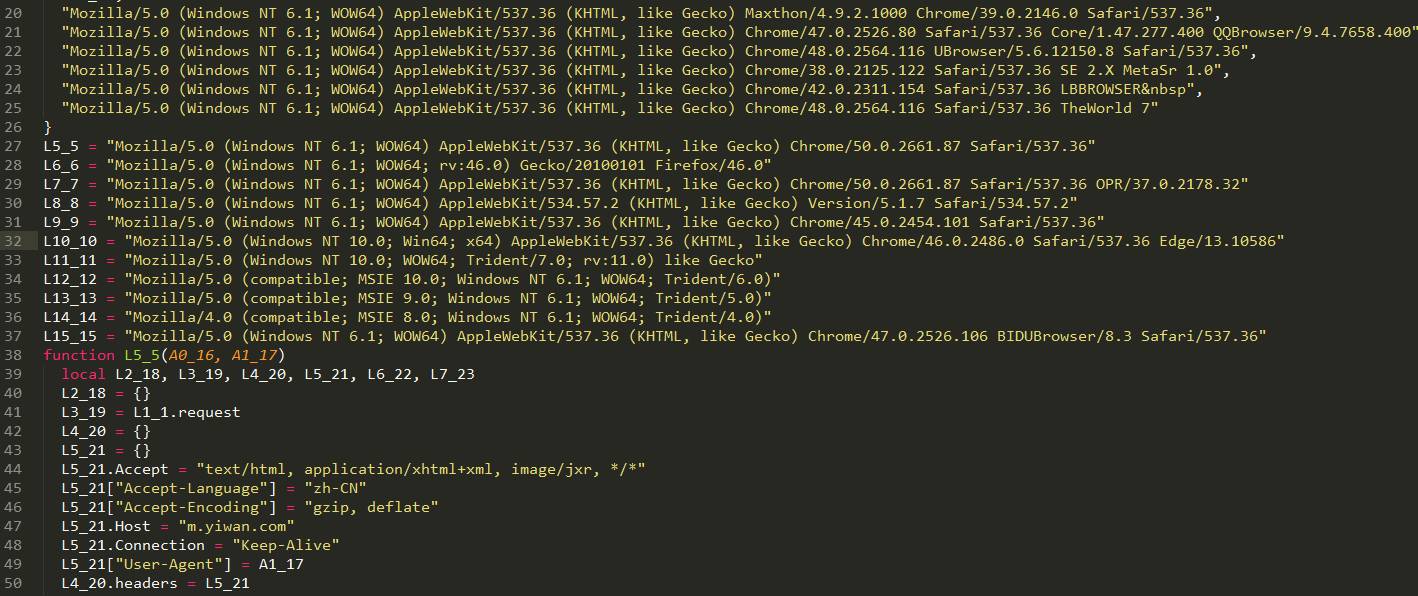 20 "Mozilla/5.0 (Windows NT 6.1; WOW64) AppleWebKit/537.36 (KHTML, like Gecko) Maxthon/4.9.2.1000 Chrome/39.0.2146.0 Safari/537.36",
21 "Mozilla/5.0 (Windows NT 6.1; WOW64) AppleWebKit/537.36 (KHTML, like Gecko) Chrome/47.0.2526.80 Safari/537.36 Core/1.47.277.400 QQBrowser/9.4.7658.400"
22 "Mozilla/5.0 (Windows NT 6.1; WOW64) AppleWebKit/537.36 (KHTML, like Gecko) Chrome/48.0.2564.116 UBrowser/5.6.12150.8 Safari/537.36",
23 "Mozilla/5.0 (Windows NT 6.1; WOW64) AppleWebKit/537.36 (KHTML, like Gecko) Chrome/38.0.2125.122 Safari/537.36 SE 2.X MetaSr 1.0",
24 "Mozilla/5.0 (Windows NT 6.1; WOW64) AppleWebKit/537.36 (KHTML, like Gecko) Chrome/42.0.2311.154 Safari/537.36 LBBROWSER&nbsp",
25 "Mozilla/5.0 (Windows NT 6.1; WOW64) AppleWebKit/537.36 (KHTML, like Gecko) Chrome/48.0.2564.116 Safari/537.36 TheWorld 7"
26 }
27 L5_5 = "Mozilla/5.0 (Windows NT 6.1; WOW64) AppleWebKit/537.36 (KHTML, like Gecko) Chrome/50.0.2661.87 Safari/537.36"
28 L6_6 = "Mozilla/5.0 (Windows NT 6.1; WOW64; rv:46.0) Gecko/20100101 Firefox/46.0"
29 L7_7 = "Mozilla/5.0 (Windows NT 6.1; WOW64) AppleWebKit/537.36 (KHTML, like Gecko) Chrome/50.0.2661.87 Safari/537.36 OPR/37.0.2178.32"
30 L8_8 = "Mozilla/5.0 (Windows NT 6.1; WOW64) AppleWebKit/534.57.2 (KHTML, like Gecko) Version/5.1.7 Safari/534.57.2"
31 L9_9 = "Mozilla/5.0 (Windows NT 6.1; WOW64) AppleWebKit/537.36 (KHTML, like Gecko) Chrome/45.0.2454.101 Safari/537.36"
32 L10_10 = "Mozilla/5.0 (Windows NT 10.0; Win64; x64) AppleWebKit/537.36 (KHTML, like Gecko) Chrome/46.0.2486.0 Safari/537.36 Edge/13.10586"
33 L11_11 = "Mozilla/5.0 (Windows NT 10.0; WOW64; Trident/7.0; rv:11.0) like Gecko"
34 L12_12 = "Mozilla/5.0 (compatible; MSIE 10.0; Windows NT 6.1; WOW64; Trident/6.0)"
35 L13_13 = "Mozilla/5.0 (compatible; MSIE 9.0; Windows NT 6.1; WOW64; Trident/5.0)"
36 L14_14 = "Mozilla/4.0 (compatible; MSIE 8.0; Windows NT 6.1; WOW64; Trident/4.0)"
37 L15_15 = "Mozilla/5.0 (Windows NT 6.1; WOW64) AppleWebKit/537.36 (KHTML, like Gecko) Chrome/47.0.2526.106 BIDUBrowser/8.3 Safari/537.36"
38 function L5_5(A0_16, A1_17)
39 local L2_18, L3_19, L4_20, L5_21, L6_22, L7_23
40 L2_18 = {}
41 L3_19 = L1_1.request
42 L4_20 = {}
43 L5_21 = {}
44 L5_21.Accept = "text/html, application/xhtml+xml, image/jxr, */*"
45 L5_21["Accept-Language"] = "zh-CN"
46 L5_21["Accept-Encoding"] = "gzip, deflate"
47 L5_21.Host = "m.yiwan.com"
48 L5_21.Connection = "Keep-Alive"
49 L5_21["User-Agent"] = A1_17
50 L4_20.headers = L5_21